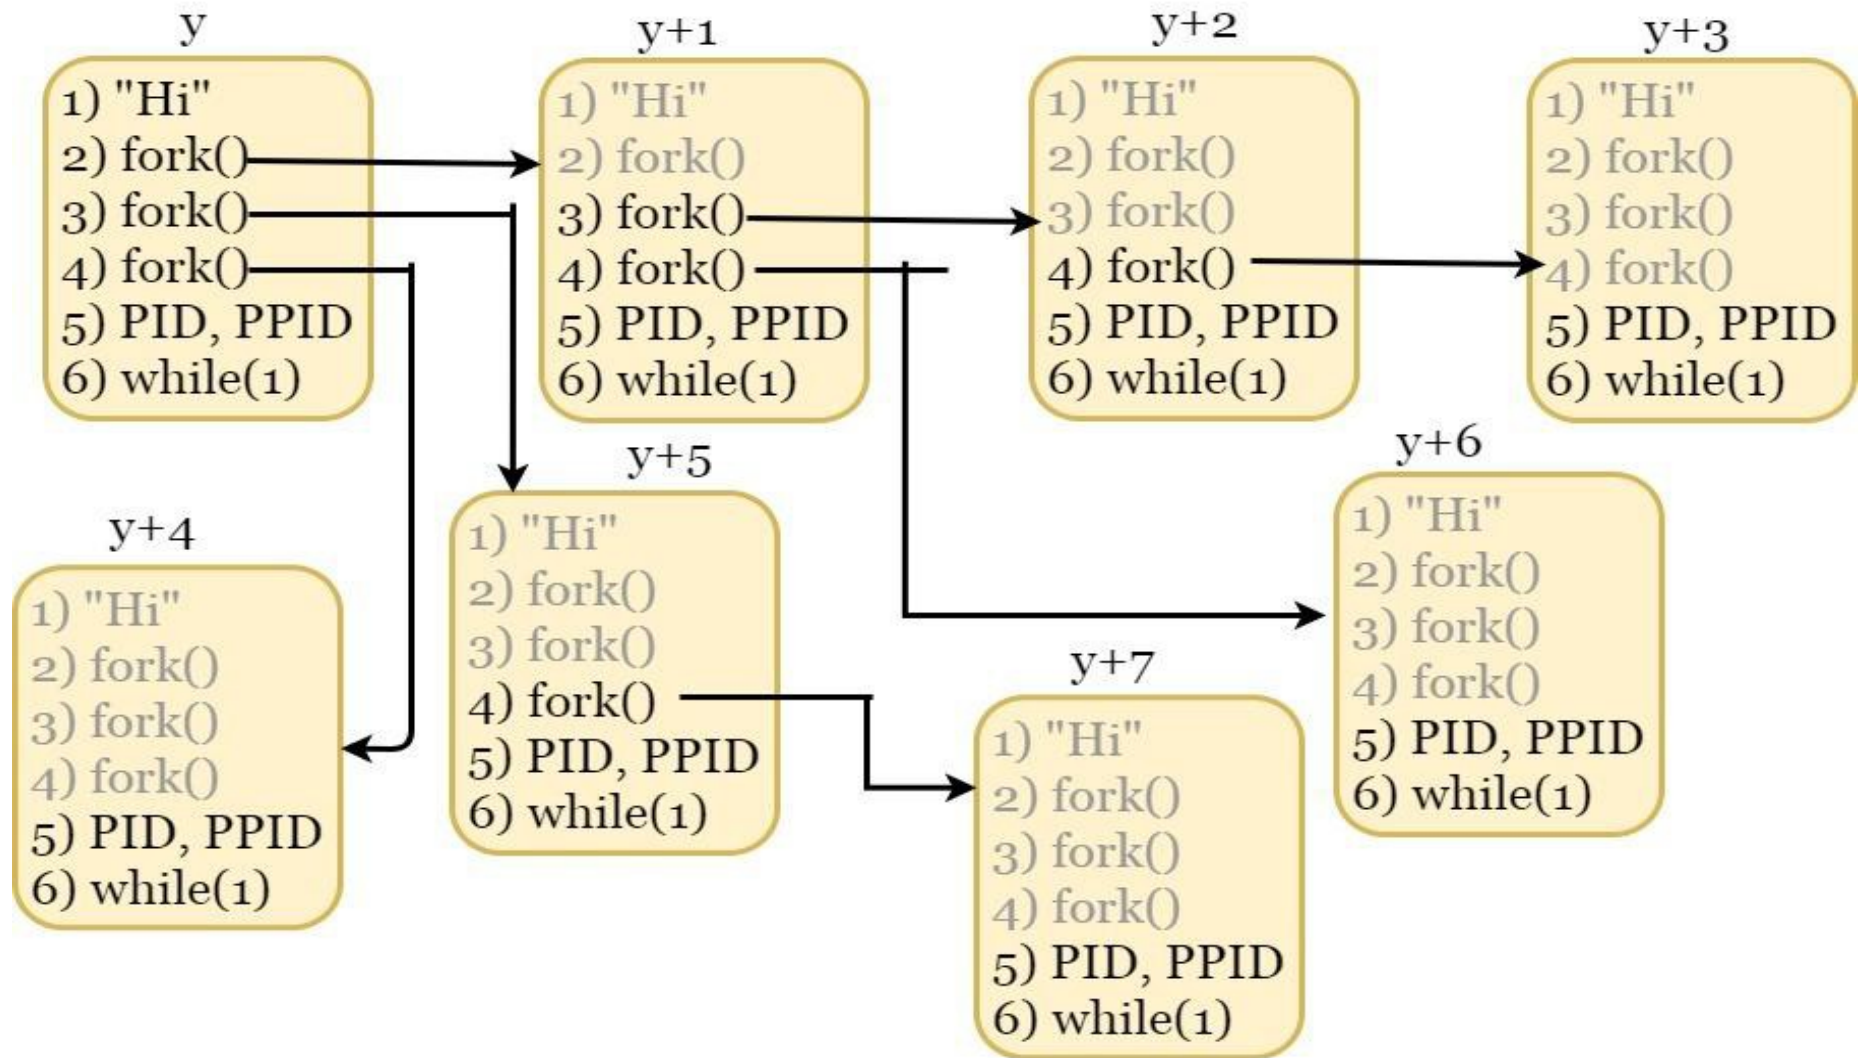 y
1) "Hi"
2) fork()
3) fork()
4) fork()
5) PID, PPID
6) while(1)
y+1
1) "Hi"
2) fork()
3) fork()
4) fork()
5) PID, PPID
6) while(1)
y+2
1) "Hi"
2) fork()
3) fork()
4) fork()
5) PID, PPID
6) while(1)
y+3
1) "Hi"
2) fork()
3) fork()
4) fork()
5) PID, PPID
6) while(1)
y+4
1) "Hi"
2) fork()
3) fork()
4) fork()
5) PID, PPID
6) while(1)
y+5
1) "Hi"
2) fork()
3) fork()
4) fork()
5) PID, PPID
6) while(1)
y+7
1) "Hi"
2) fork()
3) fork()
4) fork()
5) PID, PPID
6) while(1)
y+6
1) "Hi"
2) fork()
3) fork()
4) fork()
5) PID, PPID
6) while(1)